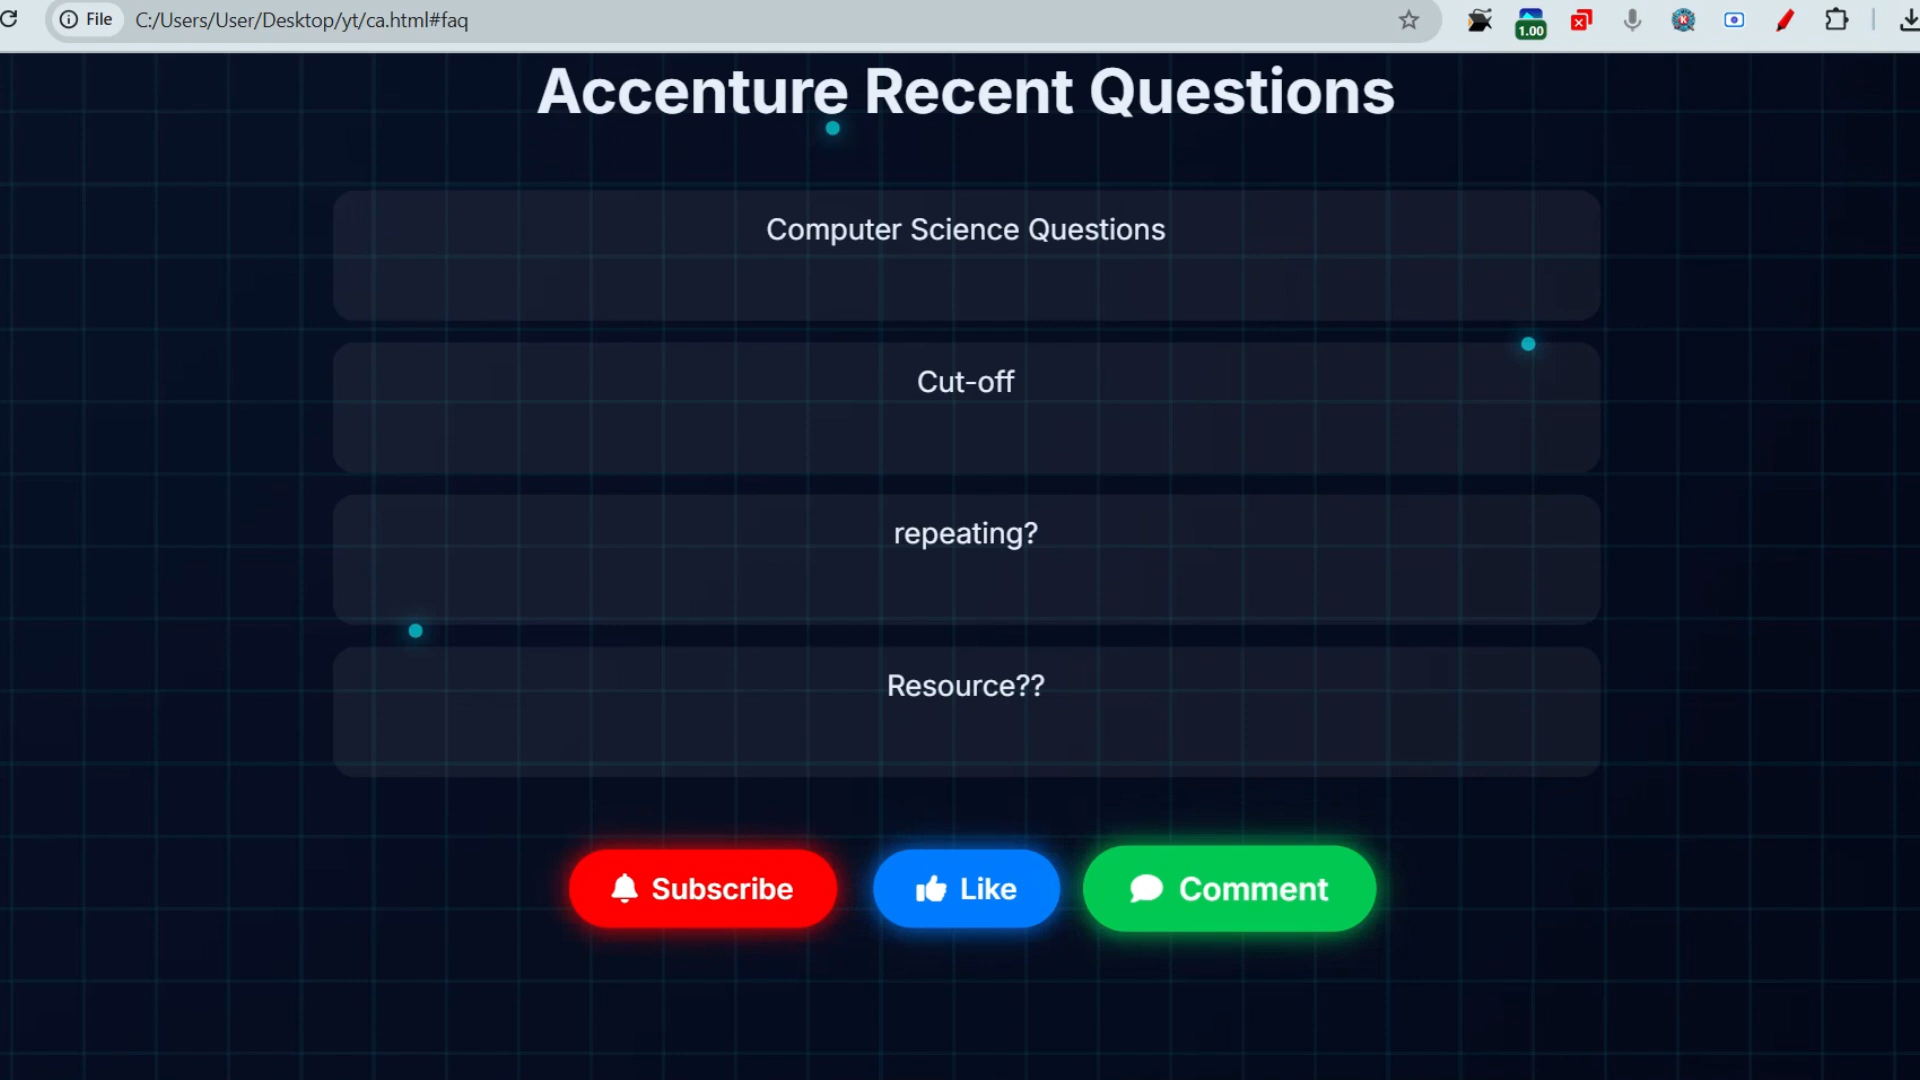 File C:/Users/User/Desktop/yt/ca.html#faq
1.00
Accenture Recent Questions
Computer Science Questions
Cut-off
repeating?
Resource??
Subscribe Like Comment